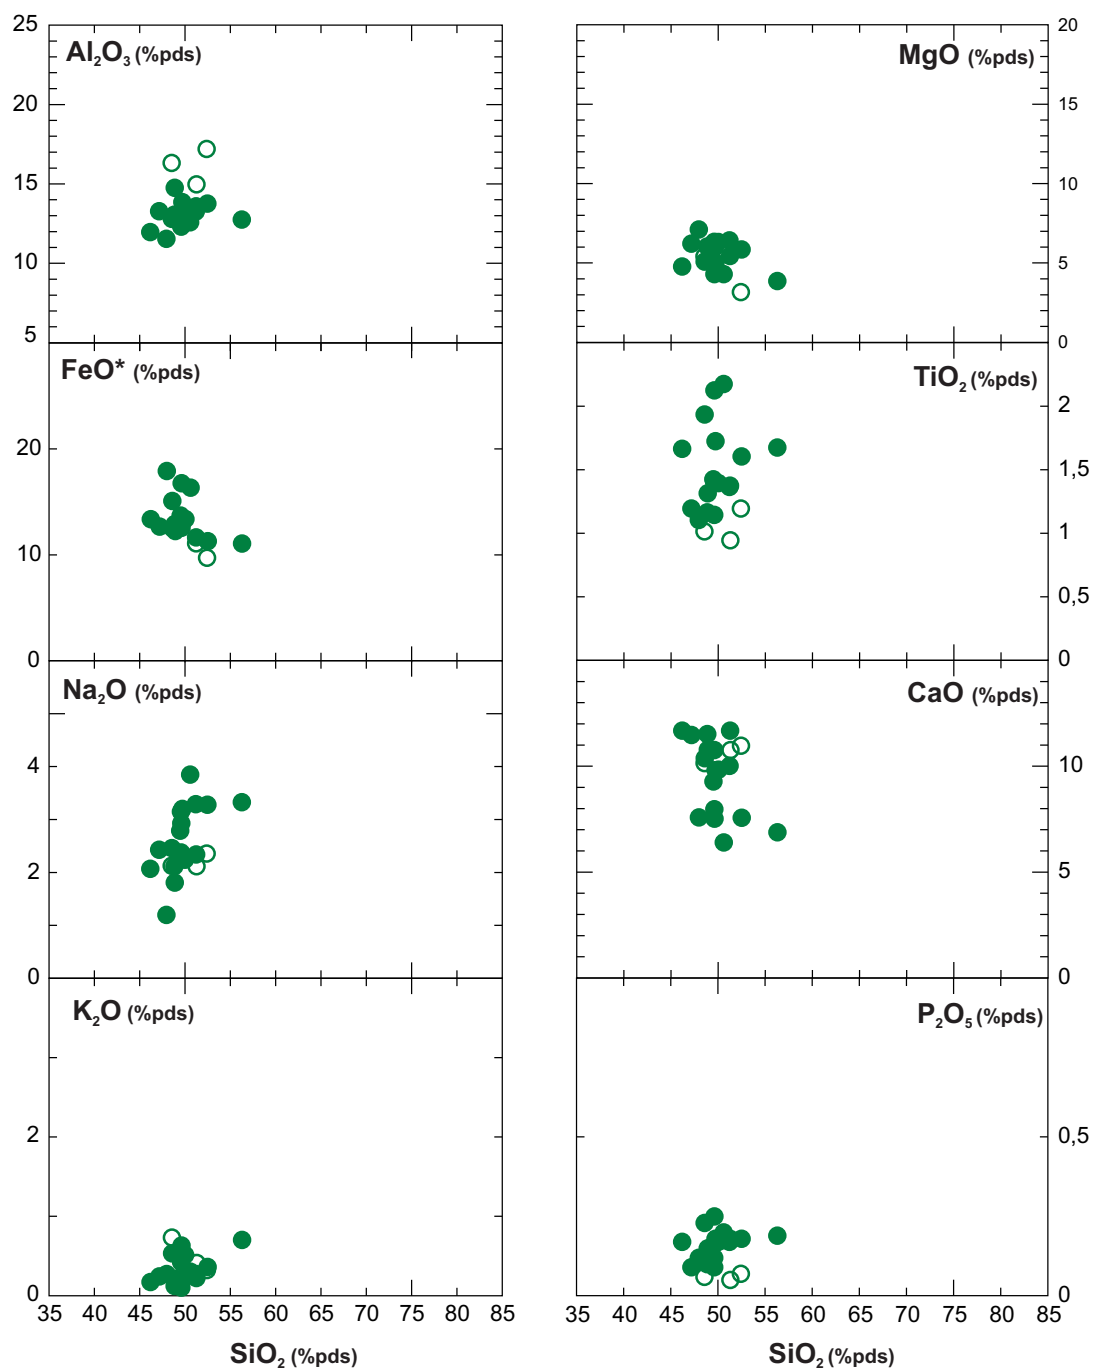 25
Al₂O₃ (%pds)
20
15
10
5
MgO (%pds)
20
15
10
5
0
FeO* (%pds)
20
10
0
TiO₂ (%pds)
2
1,5
1
0,5
0
Na₂O (%pds)
4
2
0
CaO (%pds)
10
5
0
K₂O (%pds)
2
0
35 40 45 50 55 60 65 70 75 80 85
SiO₂ (%pds)
P₂O₅ (%pds)
0,5
0
35 40 45 50 55 60 65 70 75 80 85
SiO₂ (%pds)